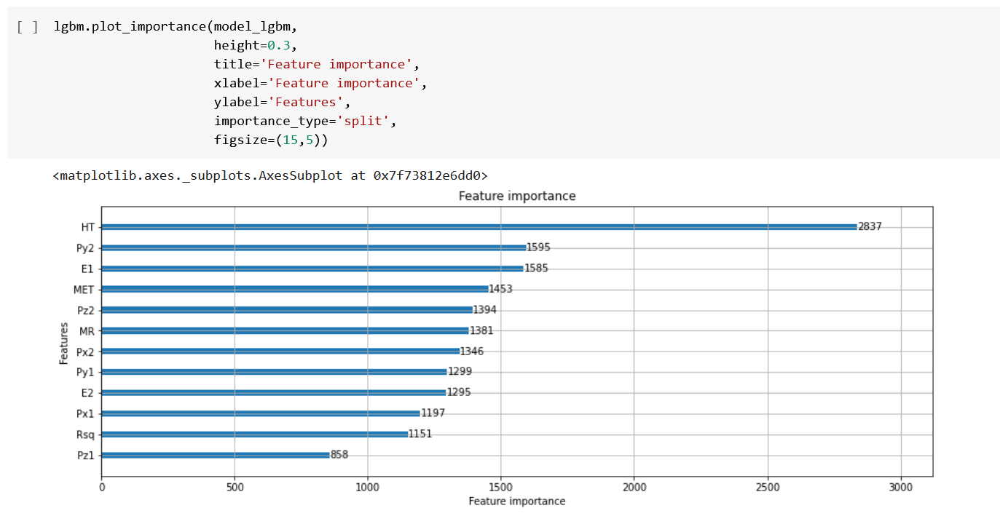 [ ] lgbm.plot_importance(model_lgbm,
height=0.3,
title='Feature importance',
xlabel='Feature importance',
ylabel='Features',
importance_type='split',
figsize=(15,5))
<matplotlib.axes._subplots.AxesSubplot at 0x7f73812e6dd0>
Feature importance
HT 2837
Py2 1595
E1 1585
MET 1453
Pz2 1394
MR 1381
Px2 1346
Py1 1299
E2 1295
Px1 1197
Rsq 1151
Pz1 858
Features
0 500 1000 1500 2000 2500 3000
Feature importance